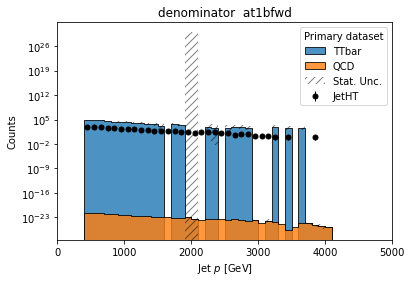 denominator at1bfwd
Primary dataset
TTbar
QCD
Stat. Unc.
JetHT
Counts
10^26
10^19
10^12
10^5
10^-2
10^-9
10^-16
10^-23
0 1000 2000 3000 4000 5000
Jet p [GeV]